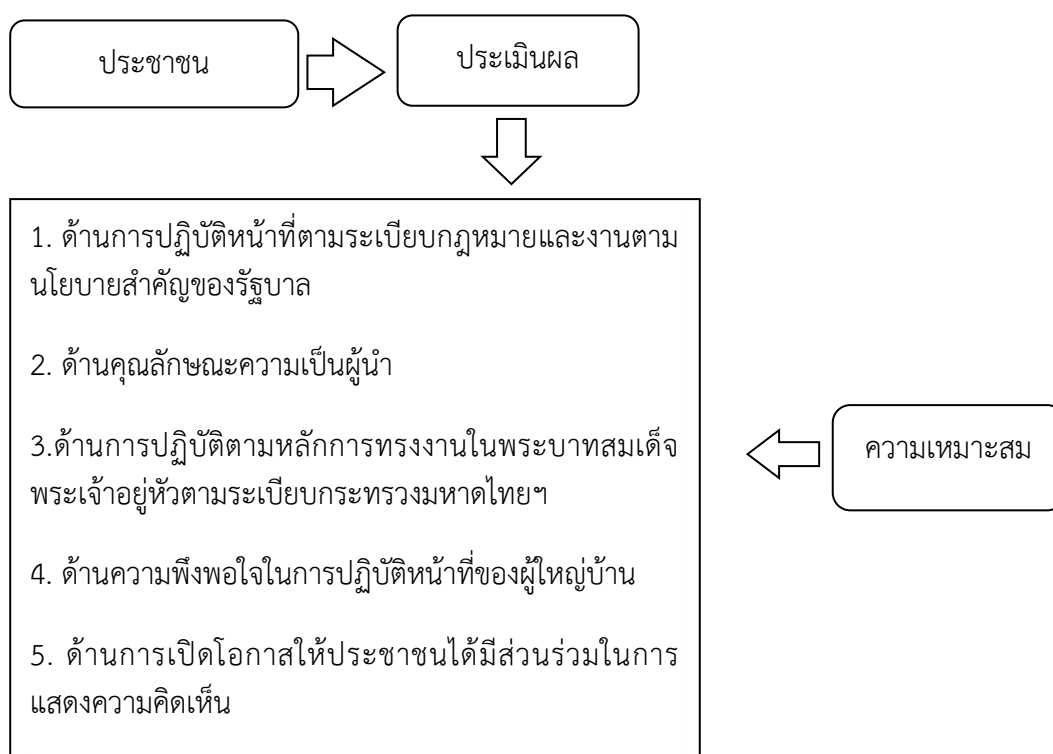 ประชาชน
ประเมินผล
1. ด้านการปฏิบัติหน้าที่ตามระเบียบกฎหมายและงานตาม
นโยบายสำคัญของรัฐบาล
2. ด้านคุณลักษณะความเป็นผู้นำ
3.ด้านการปฏิบัติตามหลักการทรงงานในพระบาทสมเด็จ
พระเจ้าอยู่หัวตามระเบียบกระทรวงมหาดไทยฯ
ความเหมาะสม
4. ด้านความพึงพอใจในการปฏิบัติหน้าที่ของผู้ใหญ่บ้าน
5. ด้านการเปิดโอกาสให้ประชาชนได้มีส่วนร่วมในการ
แสดงความคิดเห็น